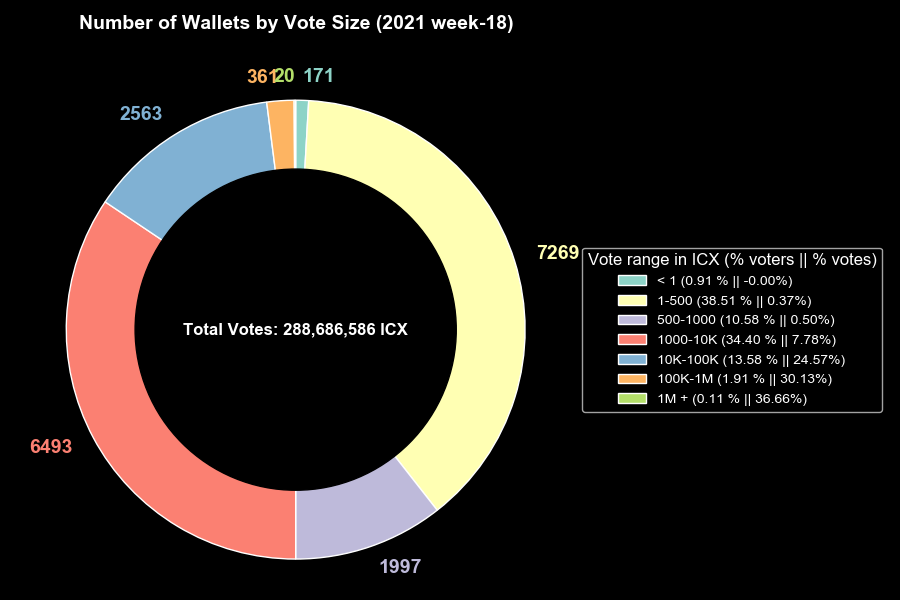 Number of Wallets by Vote Size (2021 week-18)
361
20
171
2563
7269
Vote range in ICX (% voters || % votes)
< 1 (0.91 % || -0.00%)
1-500 (38.51 % || 0.37%)
500-1000 (10.58 % || 0.50%)
1000-10K (34.40 % || 7.78%)
10K-100K (13.58 % || 24.57%)
100K-1M (1.91 % || 30.13%)
1M + (0.11 % || 36.66%)
Total Votes: 288,686,586 ICX
6493
1997